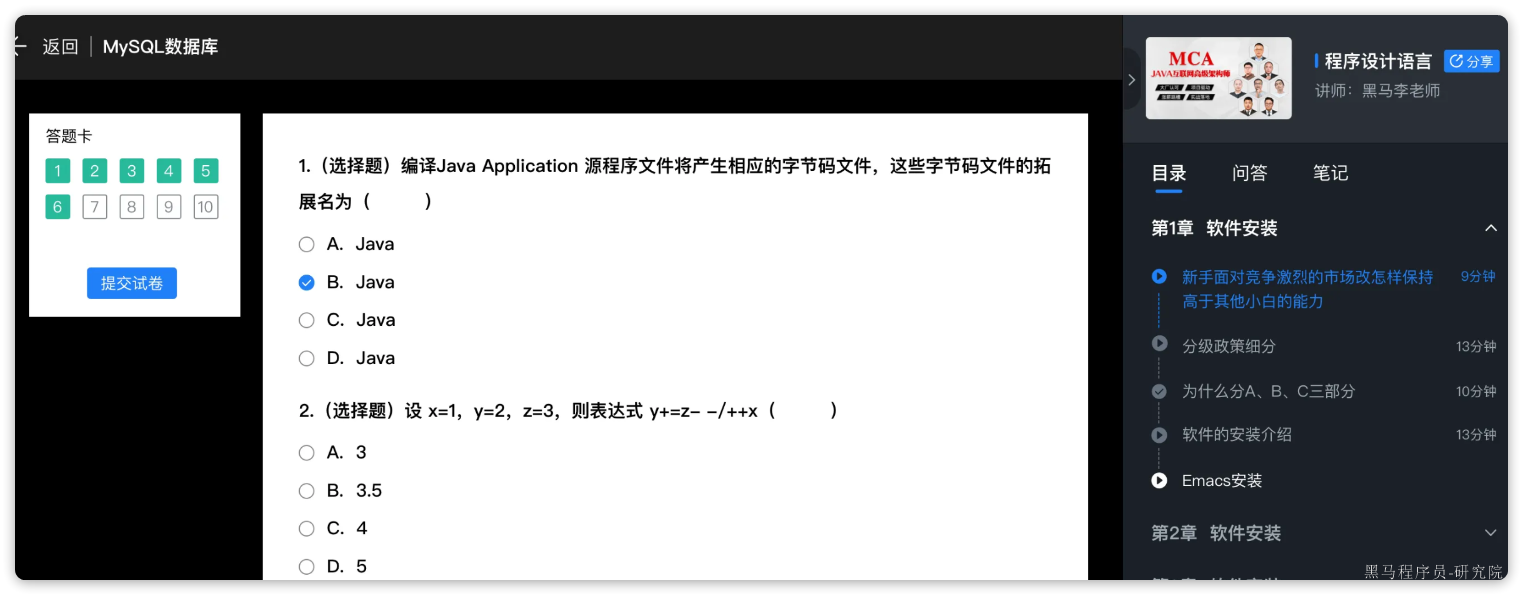 返回 | MySQL数据库
答题卡
1 2 3 4 5
6 7 8 9 10
提交试卷
1.（选择题）编译Java Application 源程序文件将产生相应的字节码文件，这些字节码文件的拓
展名为（ ）
A. Java
B. Java
C. Java
D. Java
2.（选择题）设 x=1，y=2，z=3，则表达式 y+=z- -/++x（ ）
A. 3
B. 3.5
C. 4
D. 5
MCA
JAVA互联网高级架构师
程序设计语言
分享
讲师：黑马李老师
目录 问答 笔记
第1章 软件安装
新手面对竞争激烈的市场改怎样保持 9分钟
高于其他小白的能力
分级政策细分 13分钟
为什么分A、B、C三部分 10分钟
软件的安装介绍 13分钟
Emacs安装
第2章 软件安装
黑马程序员-研究院